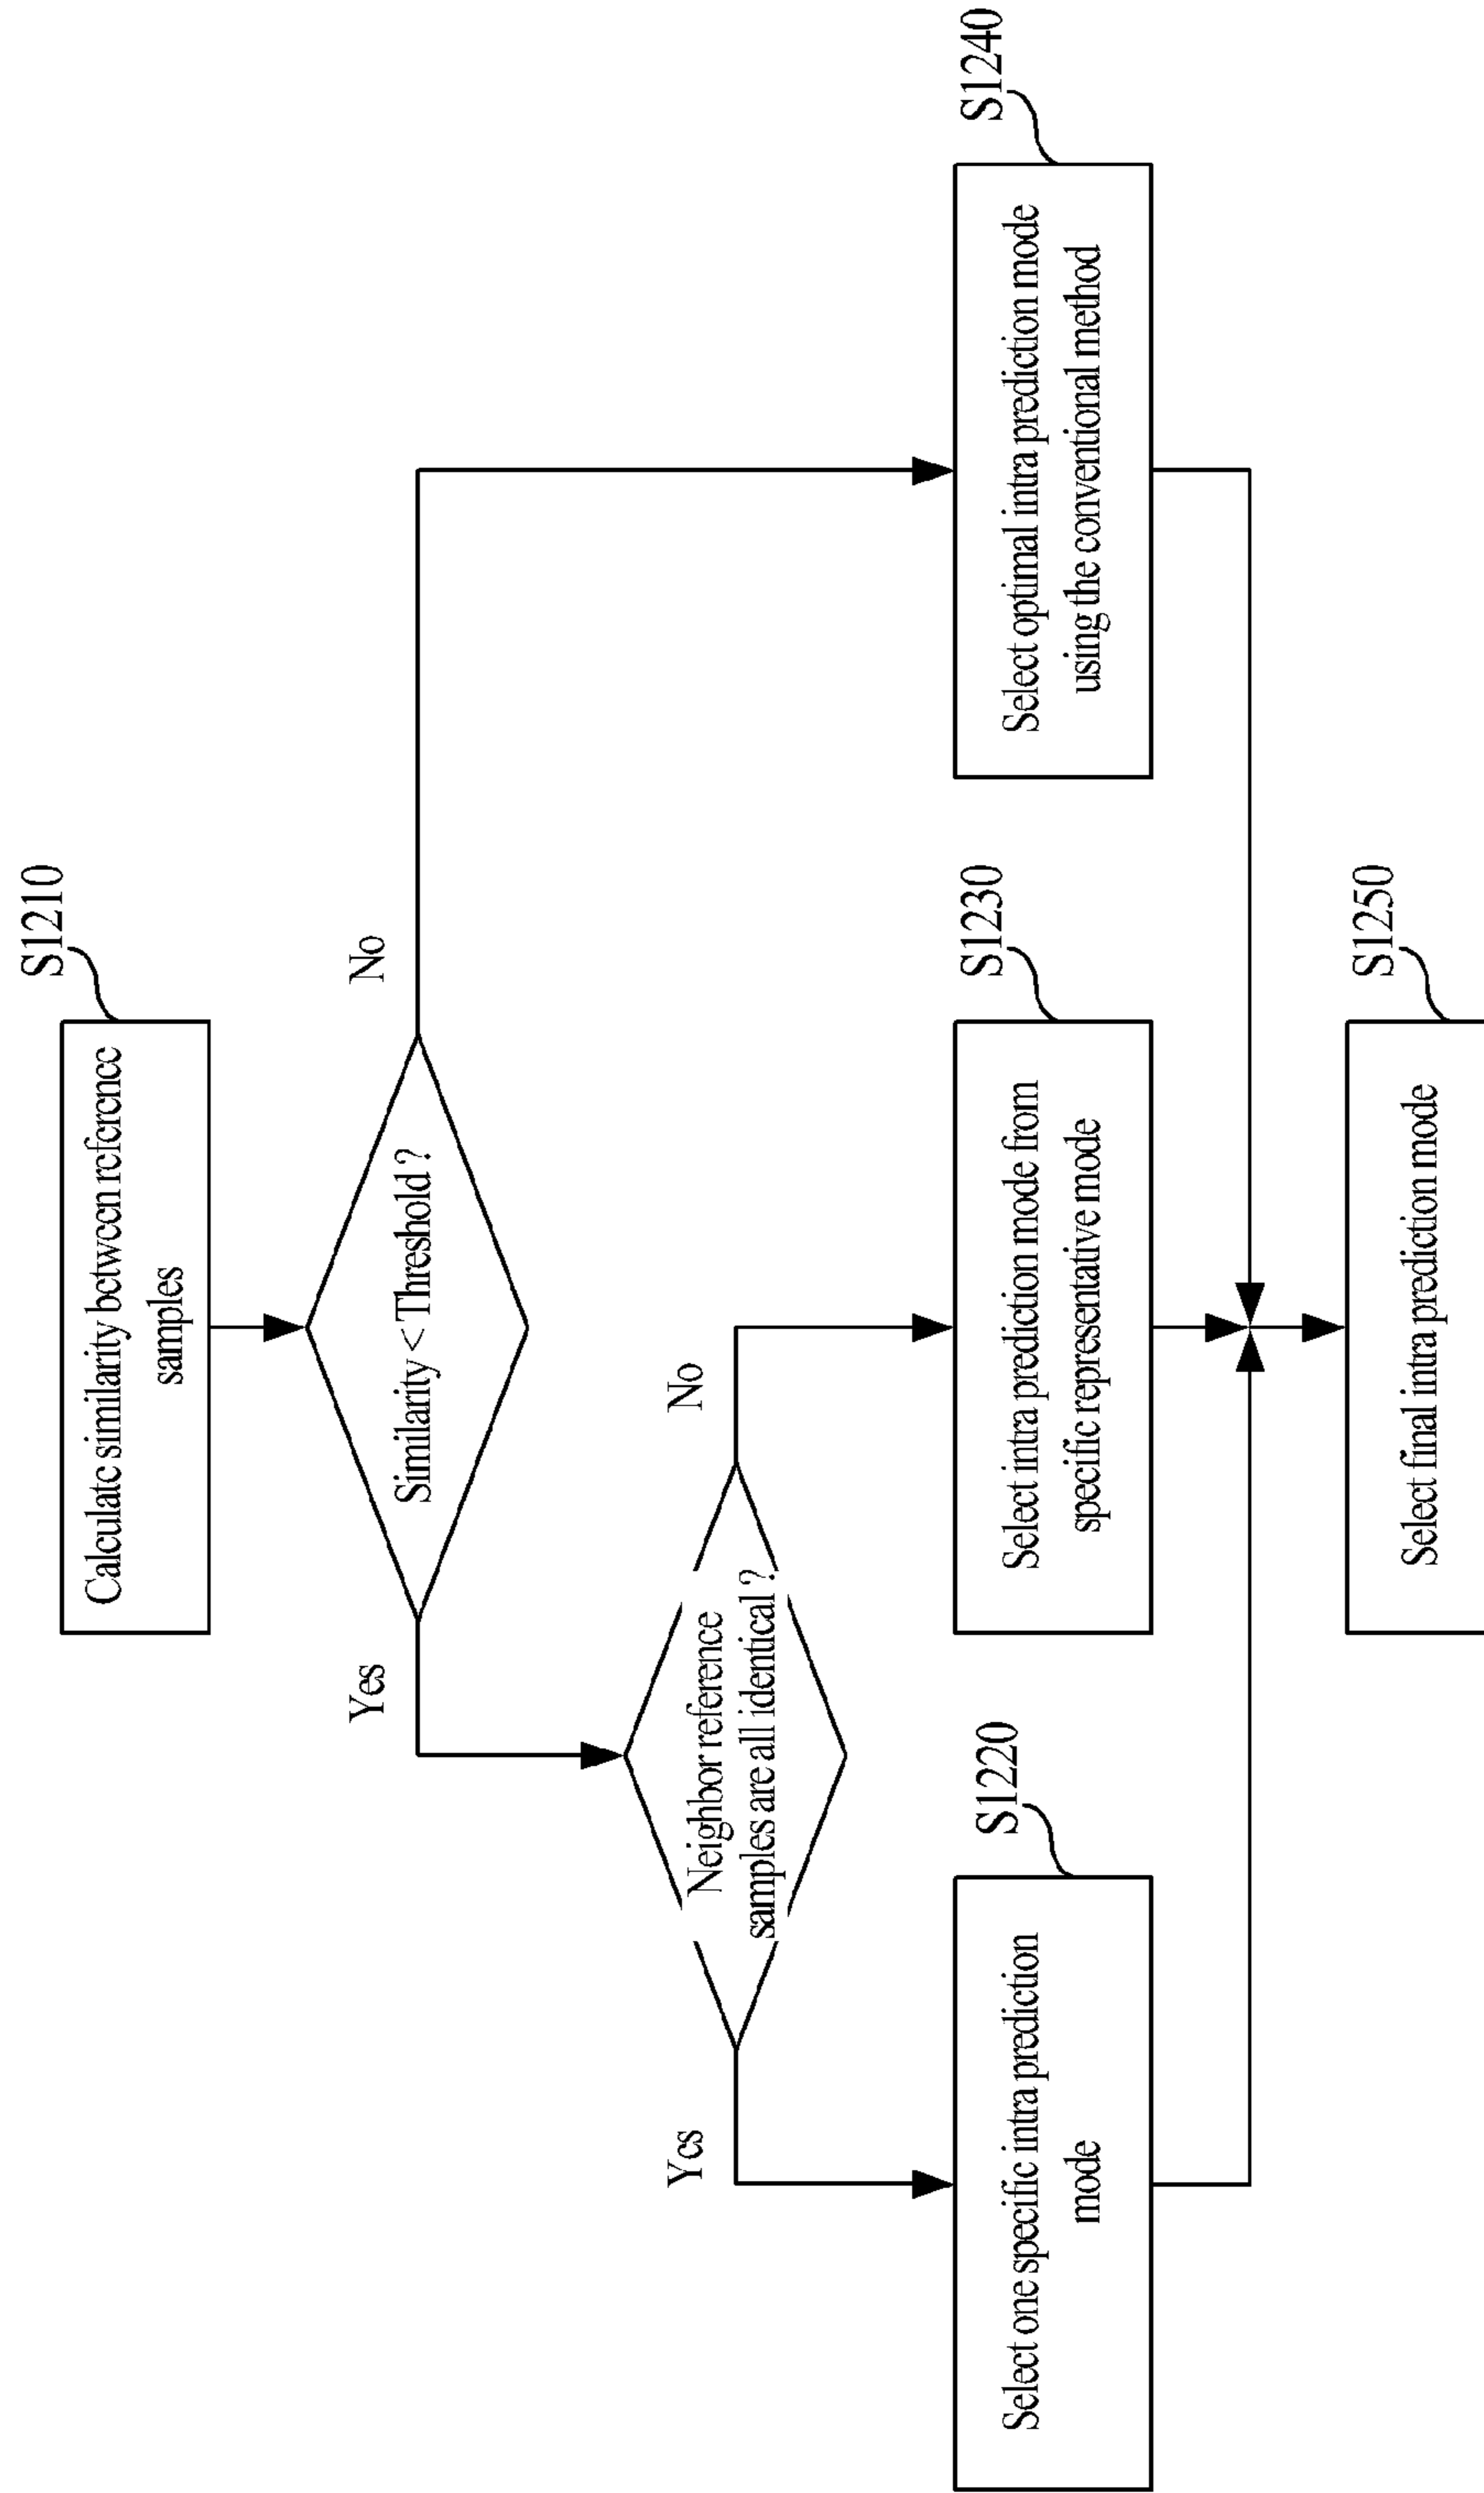 S1210
Calculate similarity between reference
samples
Similarity < Threshold ?
Yes
No
Neighbor reference
samples are all identical ?
Yes
No
S1220
Select one specific intra prediction
mode
S1230
Select intra prediction mode from
specific representative mode
S1240
Select optimal intra prediction mode
using the conventional method
S1250
Select final intra prediction mode